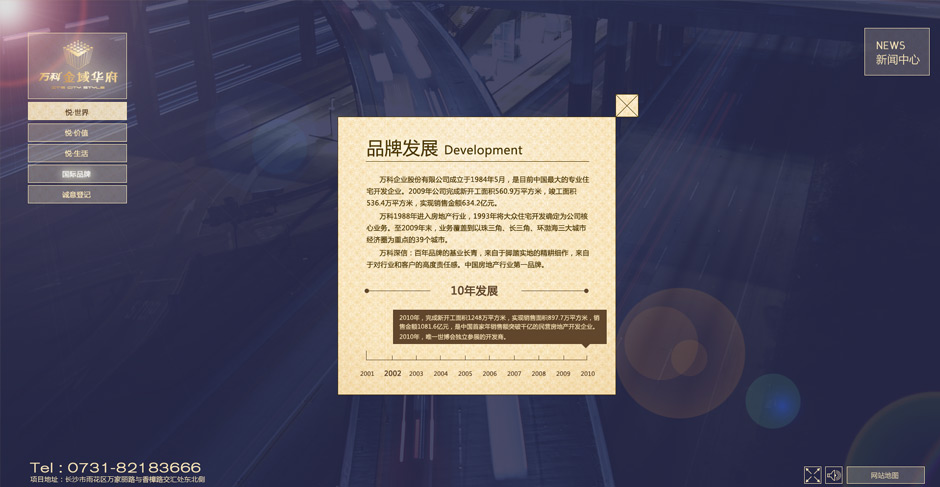 万科 金域华府
ONE CITY STYLE
悦·世界
悦·价值
悦·生活
国际品牌
诚意登记
NEWS
新闻中心
品牌发展 Development
万科企业股份有限公司成立于1984年5月，是目前中国最大的专业住
宅开发企业。2009年公司完成新开工面积560.9万平方米，竣工面积
536.4万平方米，实现销售金额634.2亿元。
万科1988年进入房地产行业，1993年将大众住宅开发确定为公司核
心业务。至2009年末，业务覆盖到以珠三角、长三角、环渤海三大城市
经济圈为重点的39个城市。
万科深信：百年品牌的基业长青，来自于脚踏实地的精耕细作，来自
于对行业和客户的高度责任感。中国房地产行业第一品牌。
10年发展
2010年，完成新开工面积1248万平方米，实现销售面积897.7万平方米，销
售金额1081.6亿元，是中国首家年销售额突破千亿的民营房地产开发企业。
2010年，唯一世博会独立参展的开发商。
2001 2002 2003 2004 2005 2006 2007 2008 2009 2010
Tel : 0731-82183666
项目地址：长沙市雨花区万家丽路与香樟路交汇处东北侧
网站地图